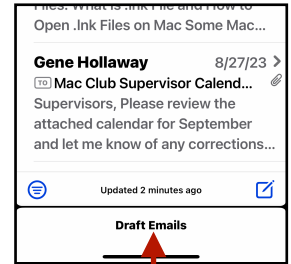 Files. What is .Ink File and How to
Open .Ink Files on Mac Some Mac...
Gene Hollaway 8/27/23
TO Mac Club Supervisor Calend...
Supervisors, Please review the
attached calendar for September
and let me know of any corrections...
Updated 2 minutes ago
Draft Emails